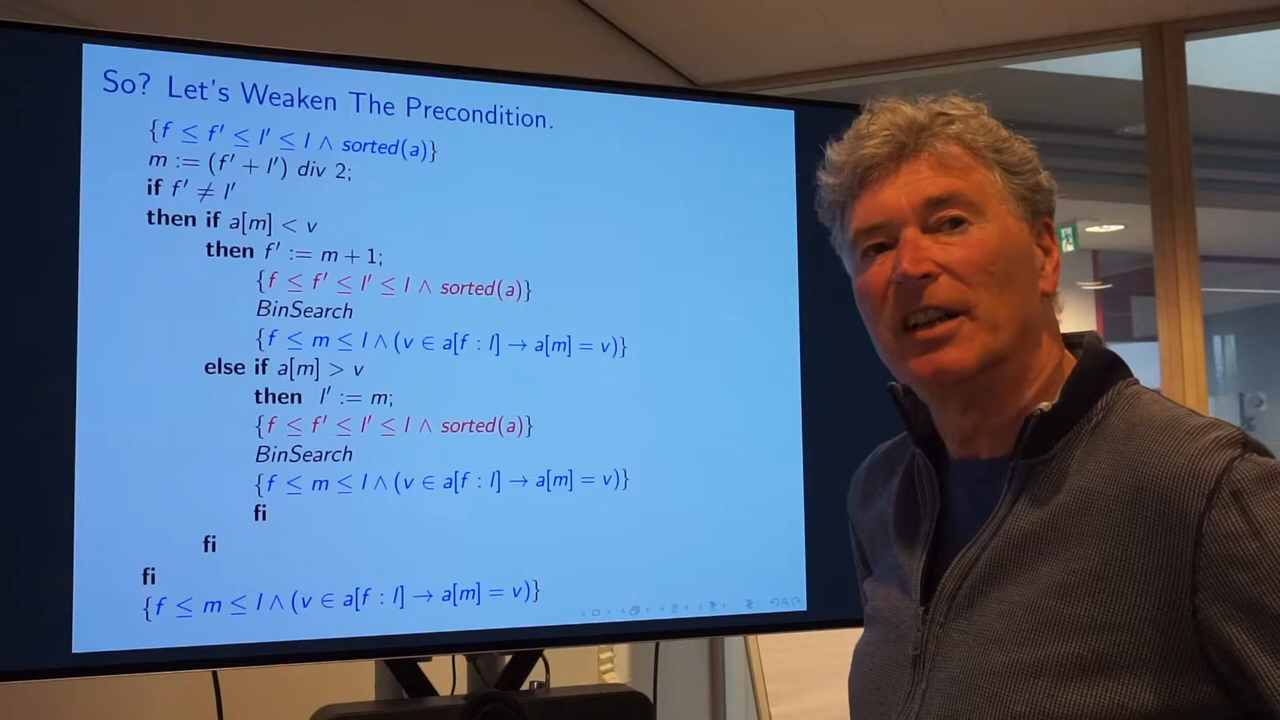 So? Let's Weaken The Precondition.
{f ≤ f′ ≤ l′ ≤ l ∧ sorted(a)}
m := (f′ + l′) div 2;
if f′ ≠ l′
then if a[m] < v
then f′ := m + 1;
{f ≤ f′ ≤ l′ ≤ l ∧ sorted(a)}
BinSearch
{f ≤ m ≤ l ∧ (v ∈ a[f : l] → a[m] = v)}
else if a[m] > v
then l′ := m;
{f ≤ f′ ≤ l′ ≤ l ∧ sorted(a)}
BinSearch
{f ≤ m ≤ l ∧ (v ∈ a[f : l] → a[m] = v)}
fi
fi
fi
{f ≤ m ≤ l ∧ (v ∈ a[f : l] → a[m] = v)}